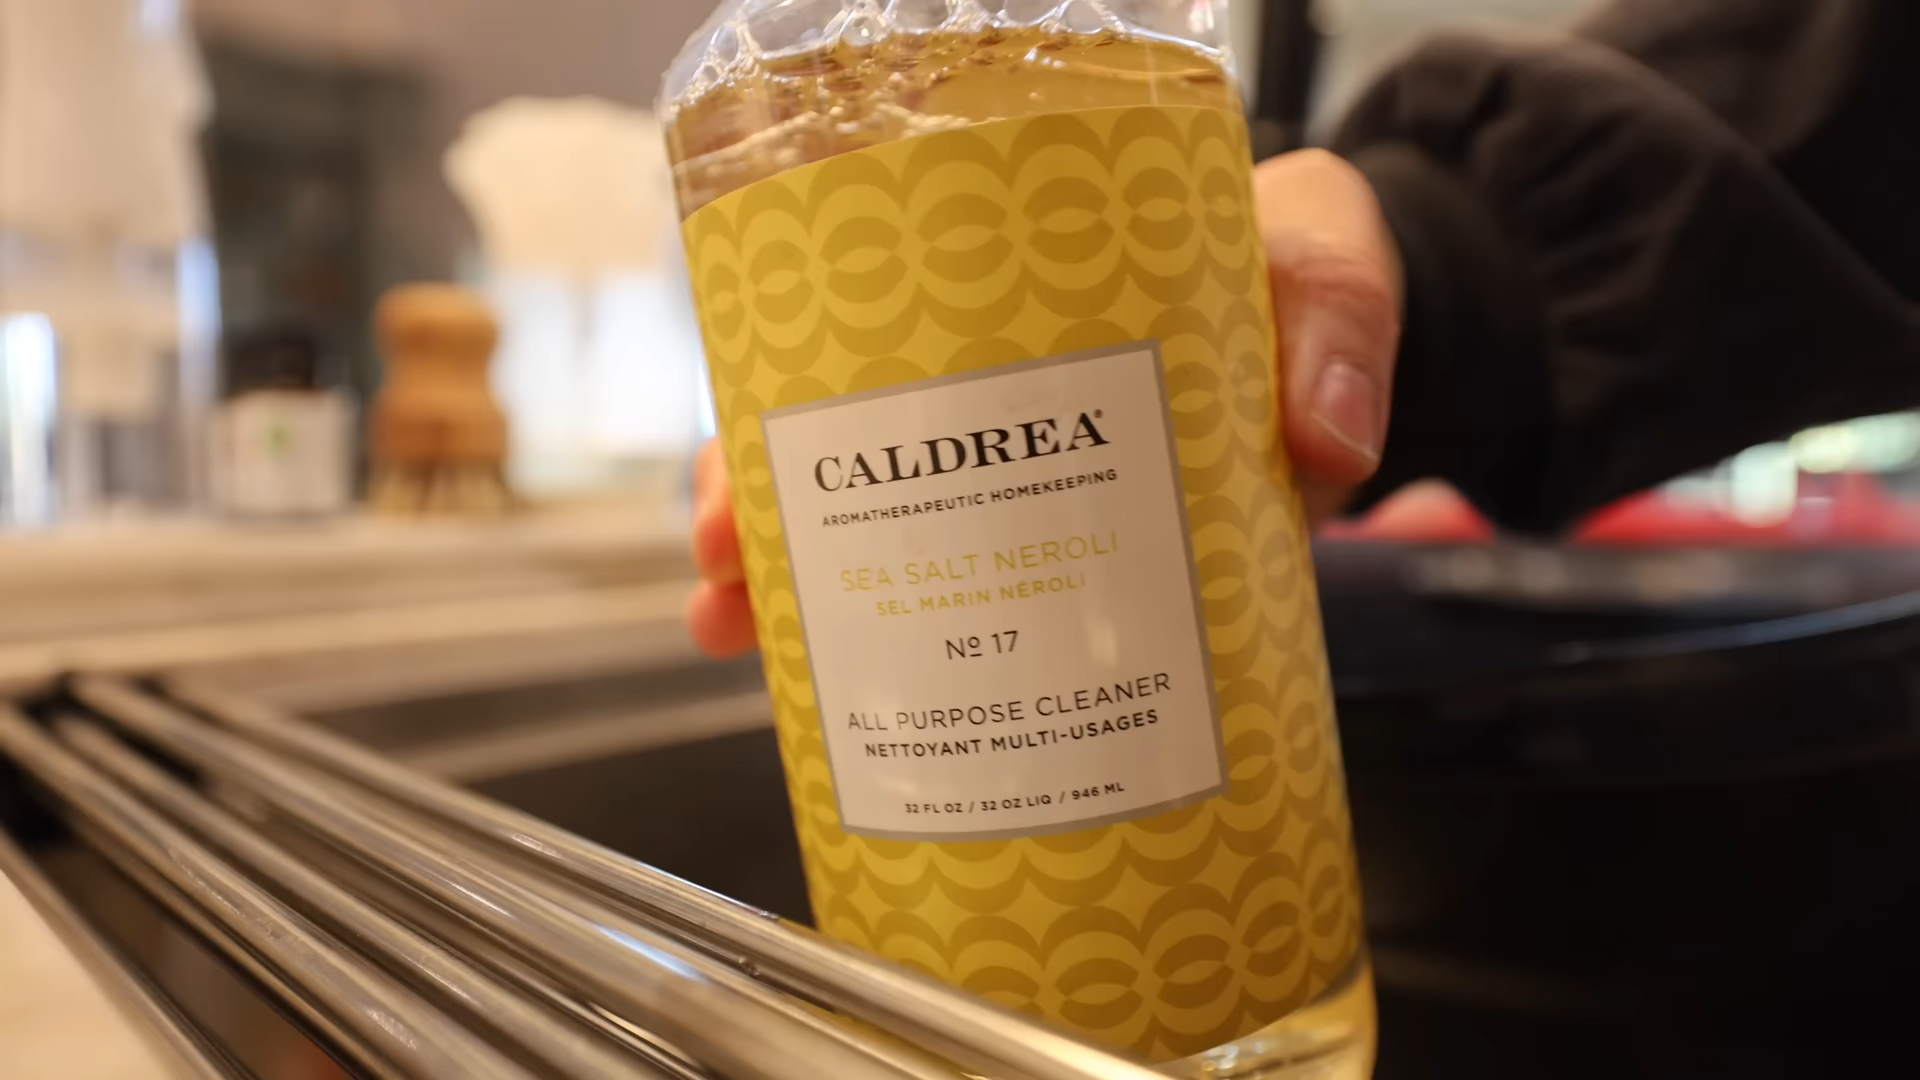 CALDREA®
AROMATHERAPEUTIC HOMEKEEPING
SEA SALT NEROLI
SEL MARIN NÉROLI
Nº 17
ALL PURPOSE CLEANER
NETTOYANT MULTI-USAGES
32 FL OZ / 32 OZ LIQ / 946 ML